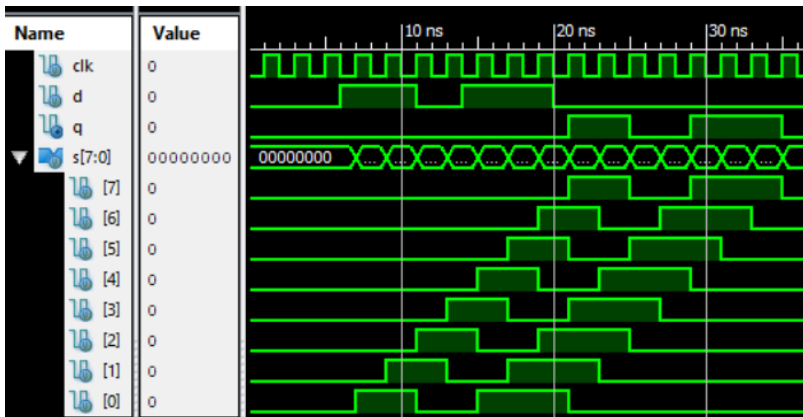 Name Value 10 ns 20 ns 30 ns
clk 0
d 0
q 0
s[7:0] 00000000 00000000 ... ... ... ... ... ... ... ... ... ... ... ... ... ...
[7] 0
[6] 0
[5] 0
[4] 0
[3] 0
[2] 0
[1] 0
[0] 0